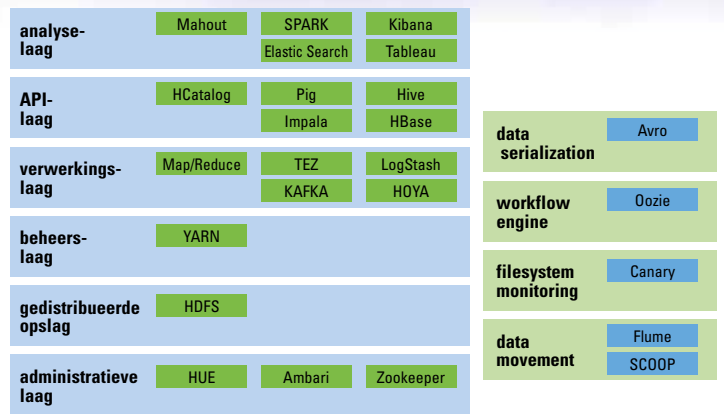 analyse-
laag
Mahout
SPARK
Kibana
Elastic Search
Tableau
API-
laag
HCatalog
Pig
Hive
Impala
HBase
verwerkings-
laag
Map/Reduce
TEZ
LogStash
KAFKA
HOYA
beheers-
laag
YARN
gedistribueerde
opslag
HDFS
administratieve
laag
HUE
Ambari
Zookeeper
data
serialization
Avro
workflow
engine
Oozie
filesystem
monitoring
Canary
data
movement
Flume
SCOOP